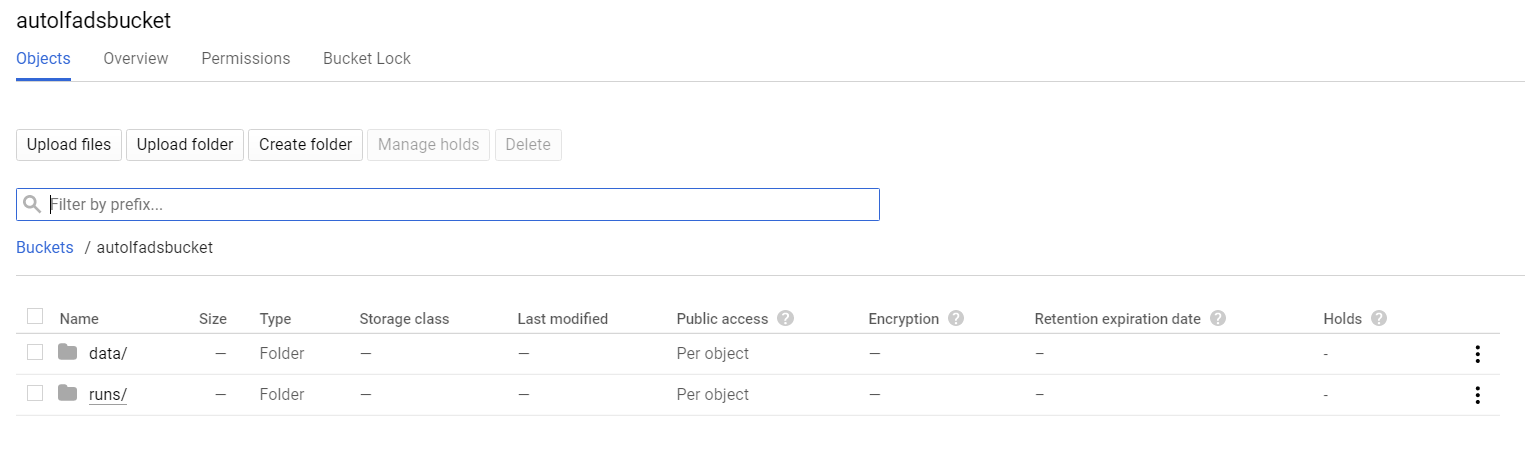 autolfadsbucket
Objects Overview Permissions Bucket Lock
Upload files Upload folder Create folder Manage holds Delete
Filter by prefix...
Buckets / autolfadsbucket
Name Size Type Storage class Last modified Public access ? Encryption ? Retention expiration date ? Holds ?
data/ — Folder — — Per object — – -
runs/ — Folder — — Per object — – -